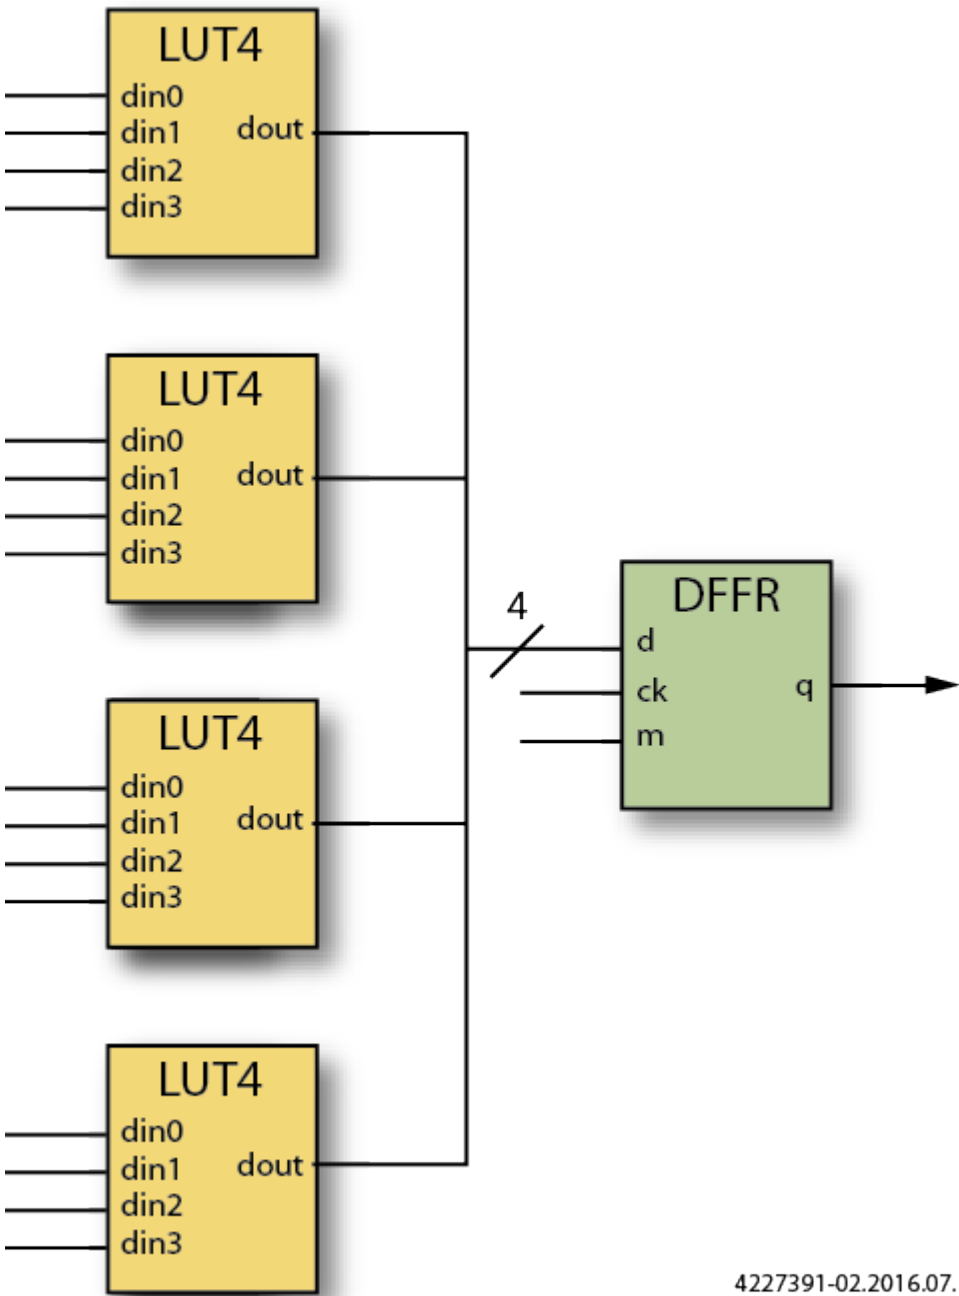 LUT4
din0
din1
dout
din2
din3
LUT4
din0
din1
dout
din2
din3
4
DFFR
d
ck
q
m
LUT4
din0
din1
dout
din2
din3
LUT4
din0
din1
dout
din2
din3
4227391-02.2016.07.